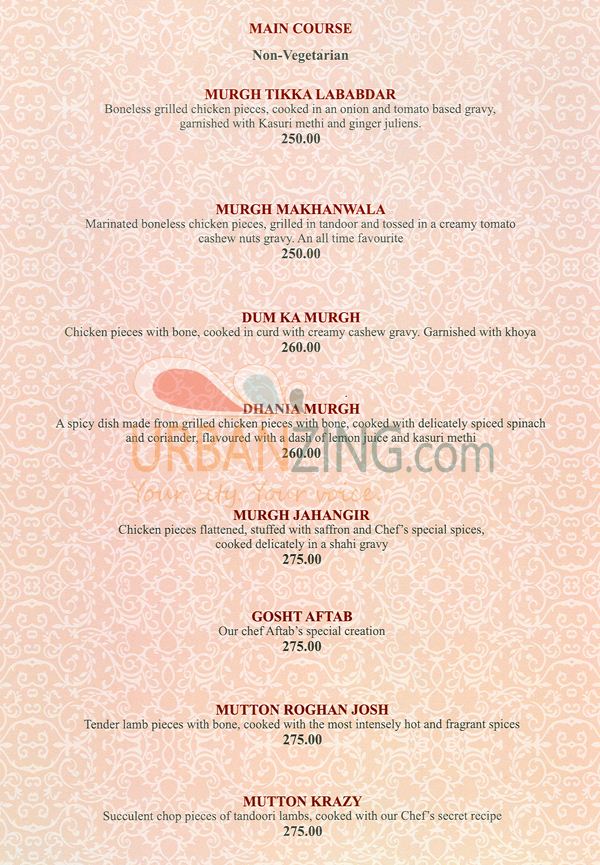 MAIN COURSE
Non-Vegetarian
MURGH TIKKA LABABDAR
Boneless grilled chicken pieces, cooked in an onion and tomato based gravy,
garnished with Kasuri methi and ginger juliens.
250.00
MURGH MAKHANWALA
Marinated boneless chicken pieces, grilled in tandoor and tossed in a creamy tomato
cashew nuts gravy. An all time favourite
250.00
DUM KA MURGH
Chicken pieces with bone, cooked in curd with creamy cashew gravy. Garnished with khoya
260.00
DHANIA MURGH
A spicy dish made from grilled chicken pieces with bone, cooked with delicately spiced spinach
and coriander, flavoured with a dash of lemon juice and kasuri methi
260.00
URBANZING.com
Your city. Your voice.
MURGH JAHANGIR
Chicken pieces flattened, stuffed with saffron and Chef's special spices,
cooked delicately in a shahi gravy
275.00
GOSHT AFTAB
Our chef Aftab's special creation
275.00
MUTTON ROGHAN JOSH
Tender lamb pieces with bone, cooked with the most intensely hot and fragrant spices
275.00
MUTTON KRAZY
Succulent chop pieces of tandoori lambs, cooked with our Chef's secret recipe
275.00